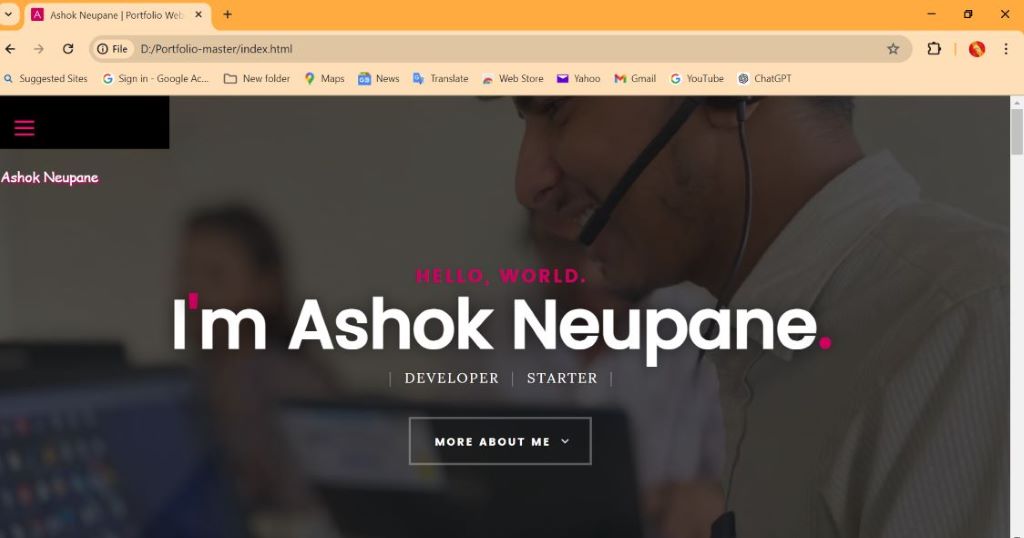 A Ashok Neupane | Portfolio Web
File D:/Portfolio-master/index.html
Suggested Sites Sign in - Google Ac... New folder Maps News Translate Web Store Yahoo Gmail YouTube ChatGPT
Ashok Neupane
HELLO, WORLD.
I'm Ashok Neupane.
| DEVELOPER | STARTER |
MORE ABOUT ME